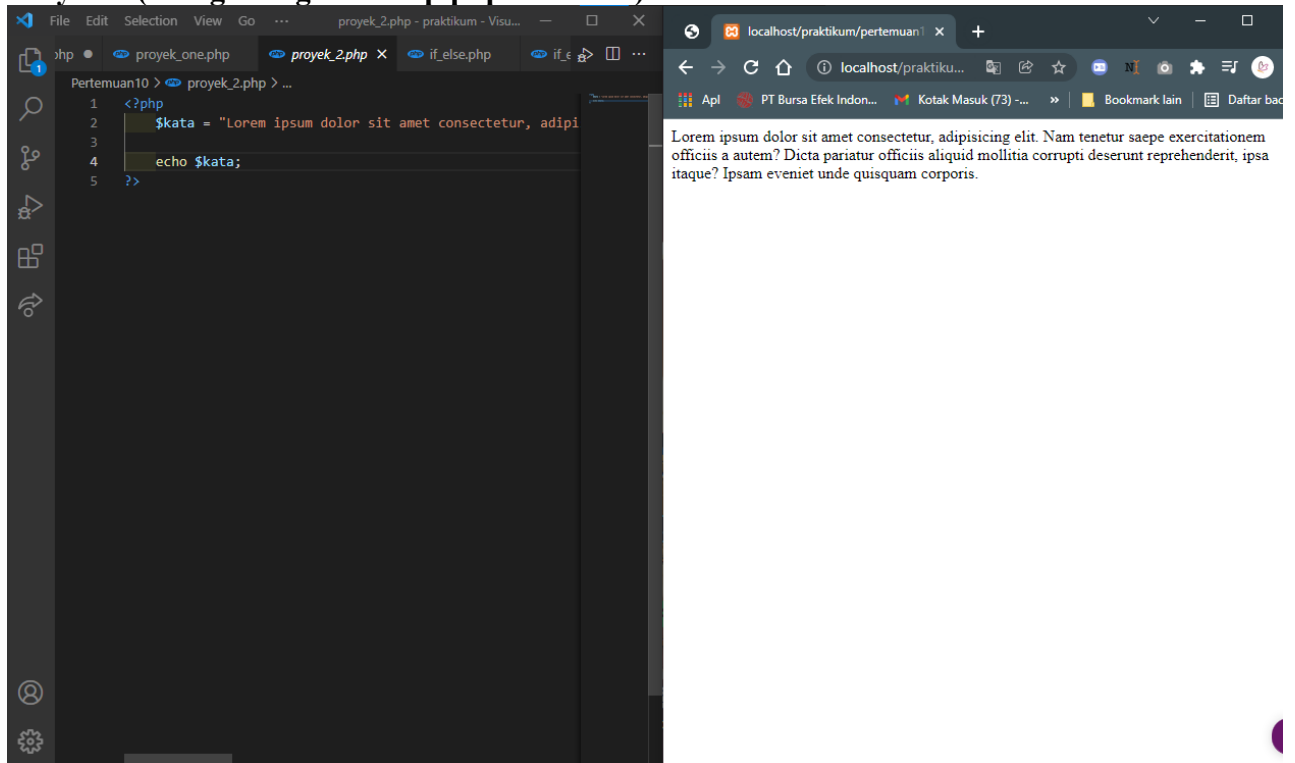 File Edit Selection View Go ··· proyek_2.php - praktikum - Visu...
hp proyek_one.php proyek_2.php if_else.php if_e
Pertemuan10 > proyek_2.php > ...
1 <?php
2 $kata = "Lorem ipsum dolor sit amet consectetur, adipi
3
4 echo $kata;
5 ?>
1
localhost/praktikum/pertemuan1
localhost/praktiku...
Apl PT Bursa Efek Indon... Kotak Masuk (73) -... » Bookmark lain Daftar bac
Lorem ipsum dolor sit amet consectetur, adipisicing elit. Nam tenetur saepe exercitationem
officiis a autem? Dicta pariatur officiis aliquid mollitia corrupti deserunt reprehenderit, ipsa
itaque? Ipsam eveniet unde quisquam corporis.